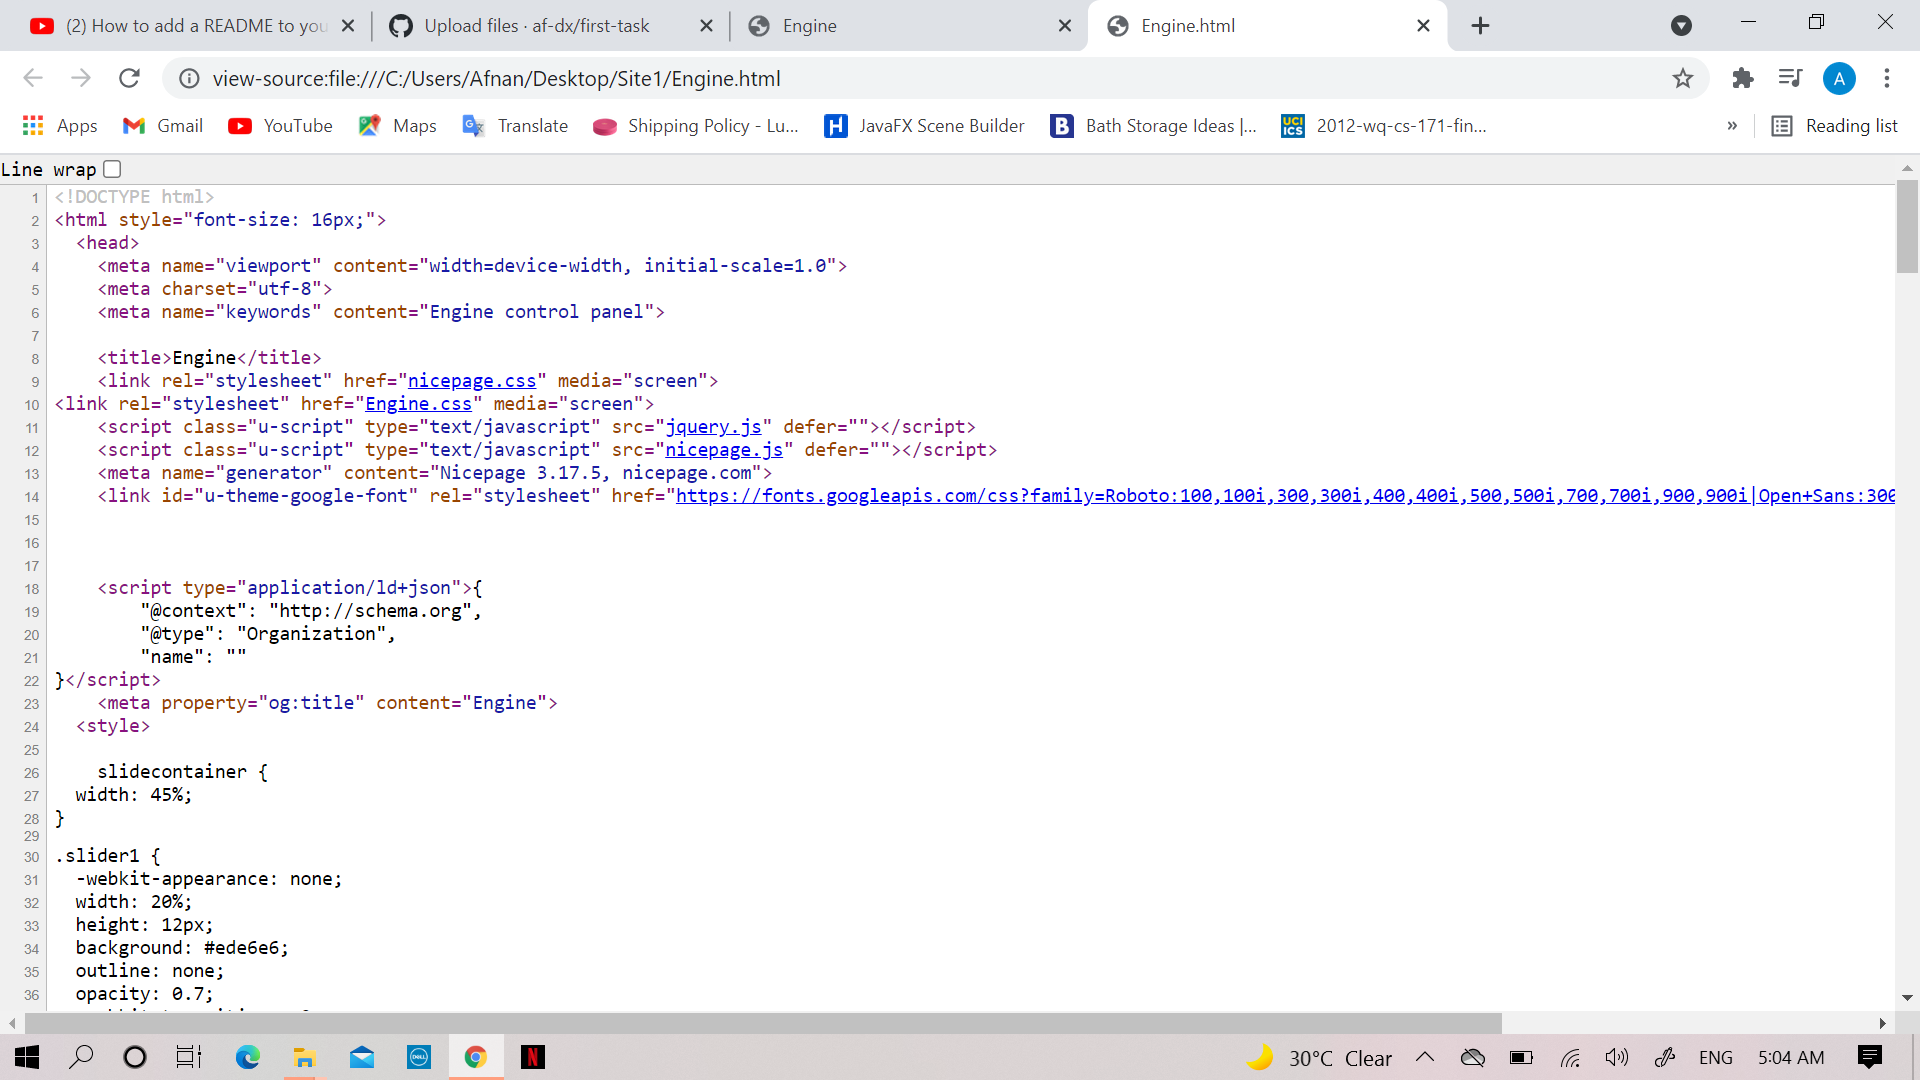 (2) How to add a README to you
Upload files · af-dx/first-task
Engine
Engine.html
view-source:file:///C:/Users/Afnan/Desktop/Site1/Engine.html
A
Apps
Gmail
YouTube
Maps
Translate
Shipping Policy - Lu...
H
JavaFX Scene Builder
B
Bath Storage Ideas |...
UCI ICS
2012-wq-cs-171-fin...
»
Reading list
Line wrap
1 <!DOCTYPE html>
2 <html style="font-size: 16px;">
3 <head>
4 <meta name="viewport" content="width=device-width, initial-scale=1.0">
5 <meta charset="utf-8">
6 <meta name="keywords" content="Engine control panel">
7
8 <title>Engine</title>
9 <link rel="stylesheet" href="nicepage.css" media="screen">
10 <link rel="stylesheet" href="Engine.css" media="screen">
11 <script class="u-script" type="text/javascript" src="jquery.js" defer=""></script>
12 <script class="u-script" type="text/javascript" src="nicepage.js" defer=""></script>
13 <meta name="generator" content="Nicepage 3.17.5, nicepage.com">
14 <link id="u-theme-google-font" rel="stylesheet" href="https://fonts.googleapis.com/css?family=Roboto:100,100i,300,300i,400,400i,500,500i,700,700i,900,900i|Open+Sans:300
15
16
17
18 <script type="application/ld+json">{
19 "@context": "http://schema.org",
20 "@type": "Organization",
21 "name": ""
22 }</script>
23 <meta property="og:title" content="Engine">
24 <style>
25
26 slidecontainer {
27 width: 45%;
28 }
29
30 .slider1 {
31 -webkit-appearance: none;
32 width: 20%;
33 height: 12px;
34 background: #ede6e6;
35 outline: none;
36 opacity: 0.7;
DELL
N
30°C Clear
ENG
5:04 AM